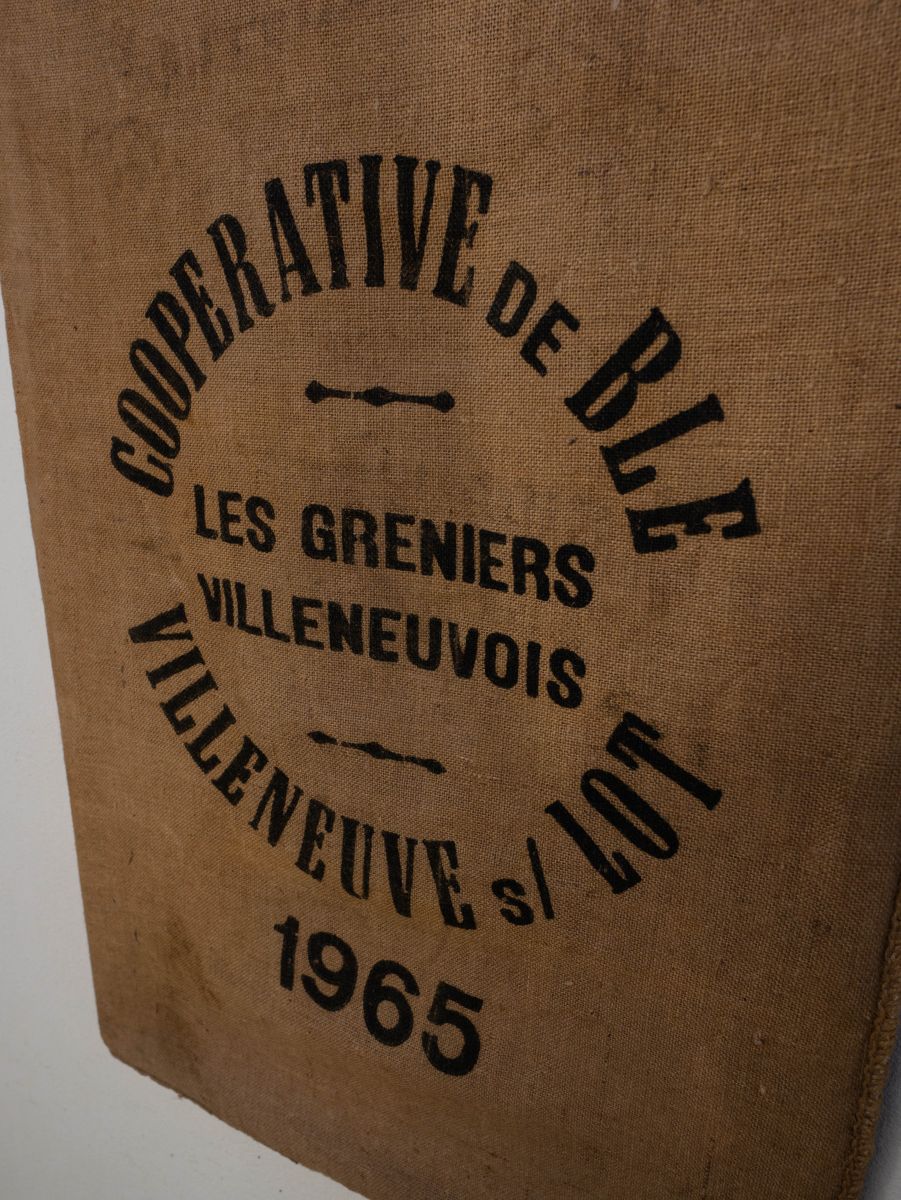 COOPERATIVE DE BLE
LES GRENIERS
VILLENEUVOIS
VILLENEUVE s/ LOT
1965